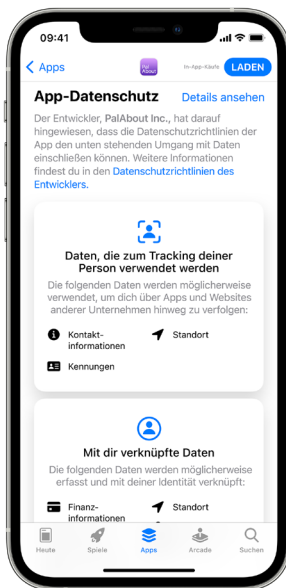 09:41
Apps
Pal About
In-App-Käufe
LADEN
App-Datenschutz
Details ansehen
Der Entwickler, PalAbout Inc., hat darauf
hingewiesen, dass die Datenschutzrichtlinien der
App den unten stehenden Umgang mit Daten
einschließen können. Weitere Informationen
findest du in den Datenschutzrichtlinien des
Entwicklers.
Daten, die zum Tracking deiner
Person verwendet werden
Die folgenden Daten werden möglicherweise
verwendet, um dich über Apps und Websites
anderer Unternehmen hinweg zu verfolgen:
Kontakt-
informationen
Standort
Kennungen
Mit dir verknüpfte Daten
Die folgenden Daten werden möglicherweise
erfasst und mit deiner Identität verknüpft:
Finanz-
informationen
Standort
Heute
Spiele
Apps
Arcade
Suchen